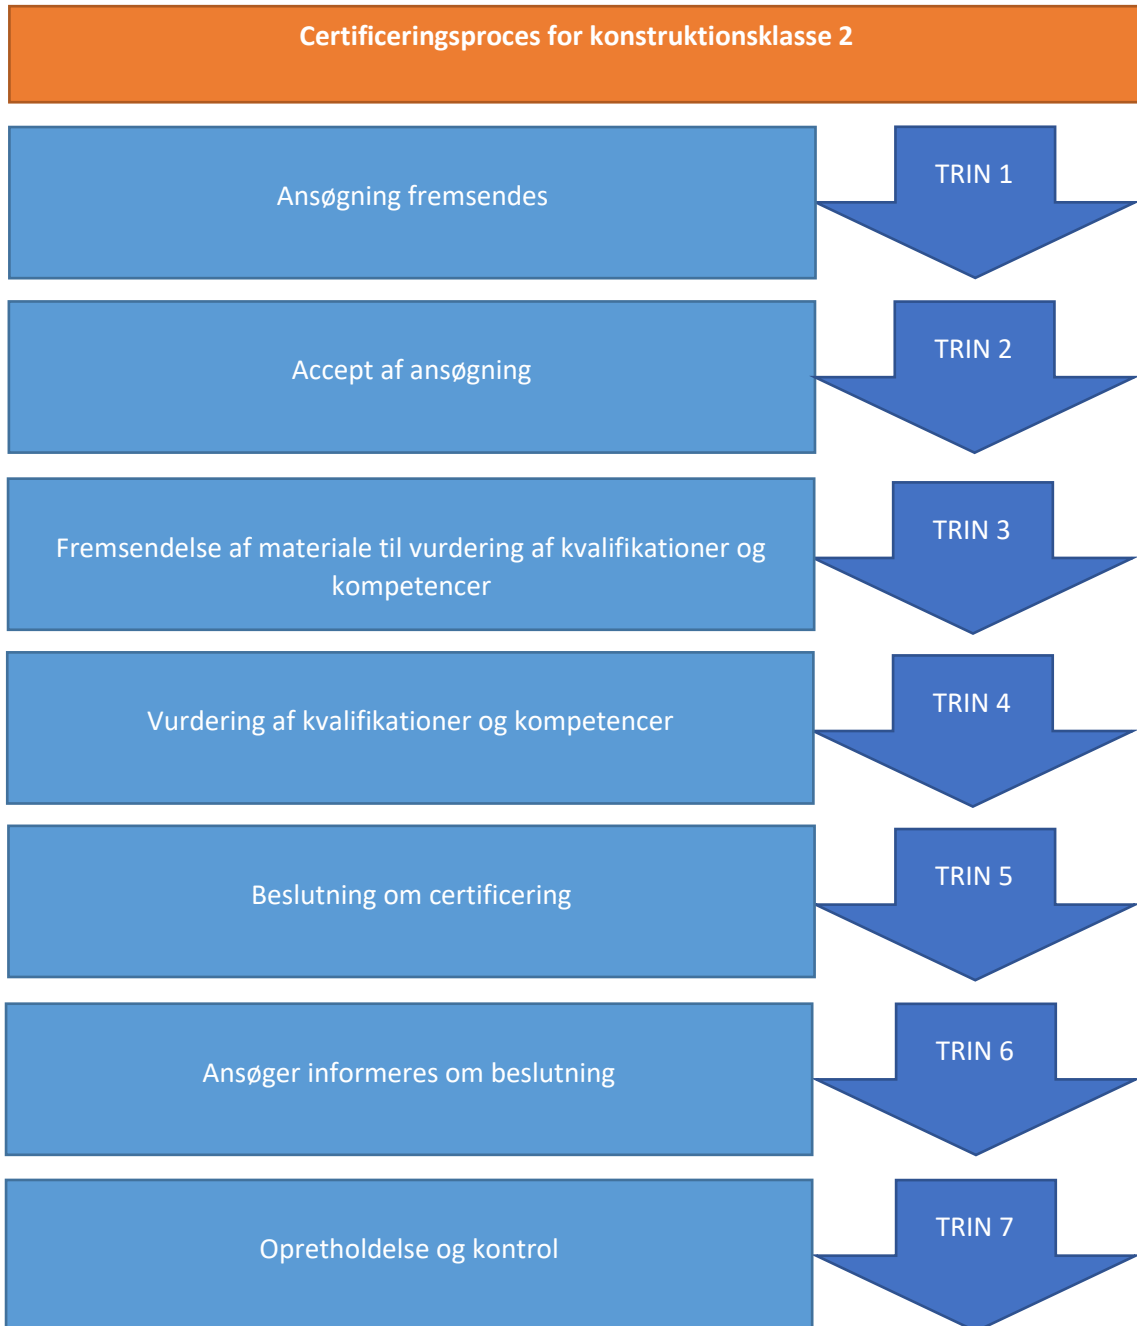 Certificeringsproces for konstruktionsklasse 2
Ansøgning fremsendes
TRIN 1
Accept af ansøgning
TRIN 2
Fremsendelse af materiale til vurdering af kvalifikationer og
kompetencer
TRIN 3
Vurdering af kvalifikationer og kompetencer
TRIN 4
Beslutning om certificering
TRIN 5
Ansøger informeres om beslutning
TRIN 6
Opretholdelse og kontrol
TRIN 7